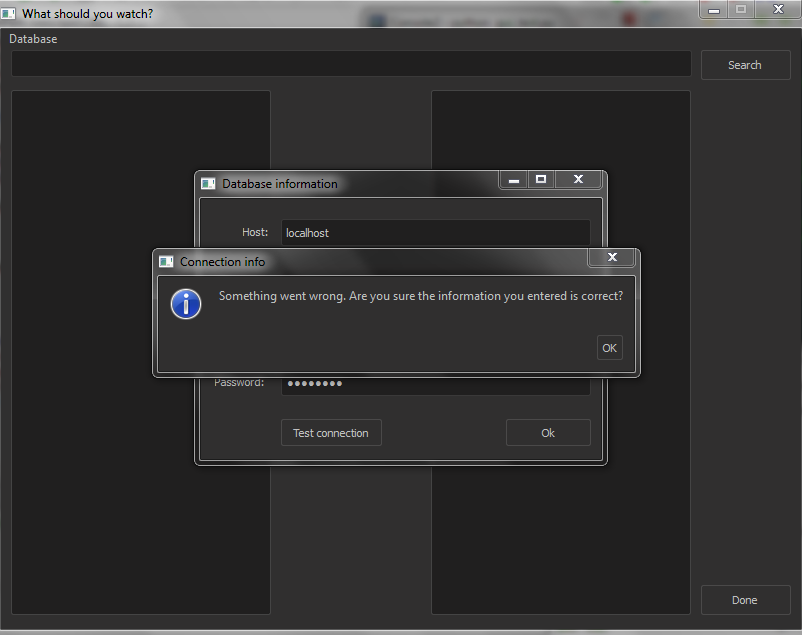 What should you watch?
Database
Search
Database information
Host: localhost
Connection info
Something went wrong. Are you sure the information you entered is correct?
OK
Password: ●●●●●●●●
Test connection
Ok
Done